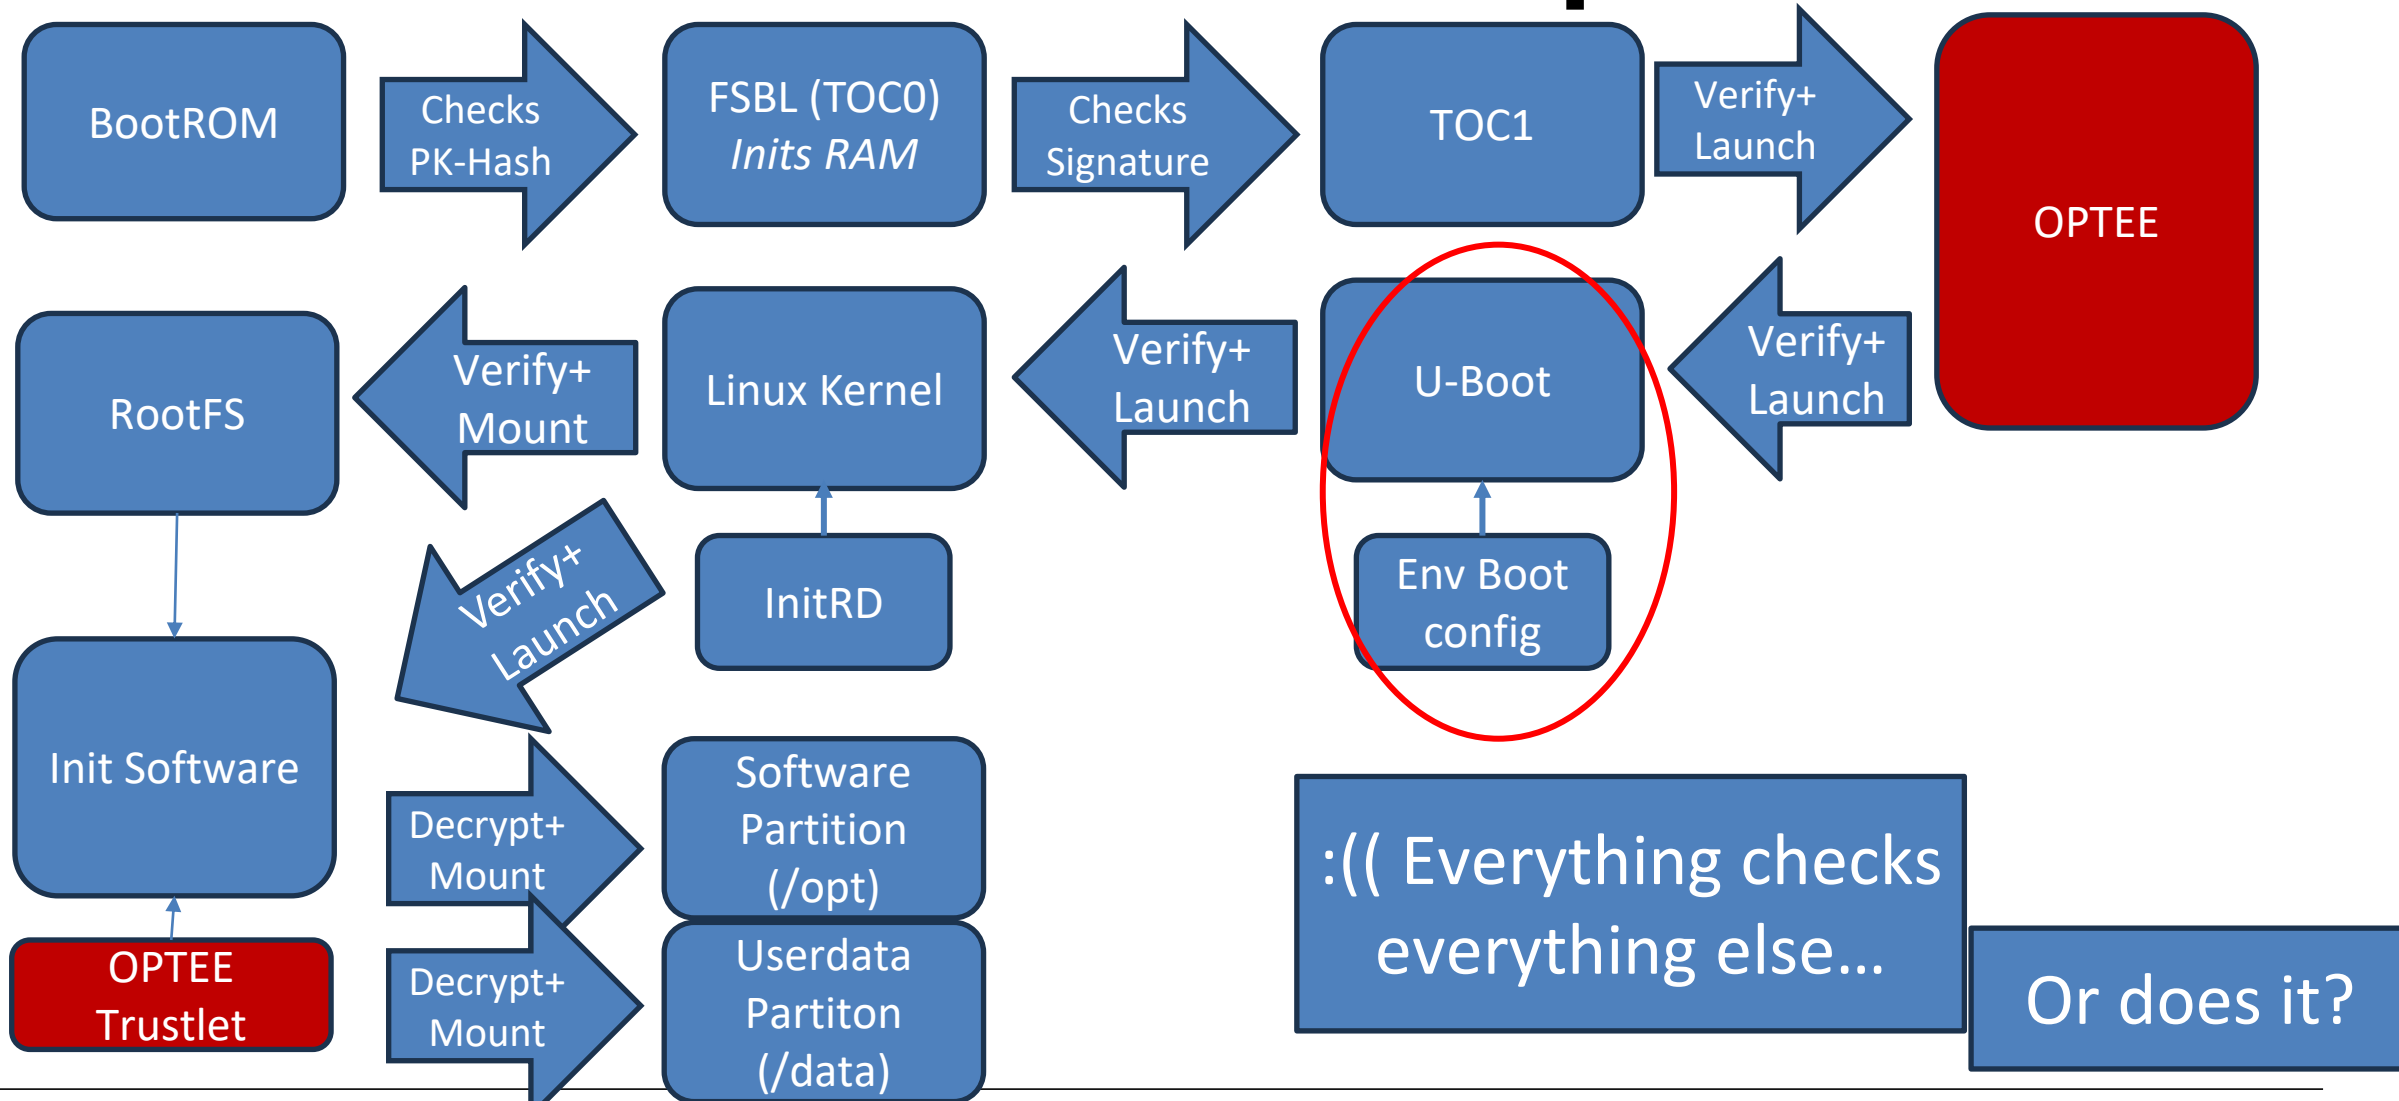 BootROM
Checks
PK-Hash
FSBL (TOC0)
Inits RAM
Checks
Signature
TOC1
Verify+
Launch
OPTEE
RootFS
Verify+
Mount
Linux Kernel
Verify+
Launch
U-Boot
Verify+
Launch
Verify+
Launch
InitRD
Env Boot
config
Init Software
Decrypt+
Mount
Software
Partition
(/opt)
OPTEE
Trustlet
Decrypt+
Mount
Userdata
Partiton
(/data)
:(( Everything checks
everything else...
Or does it?